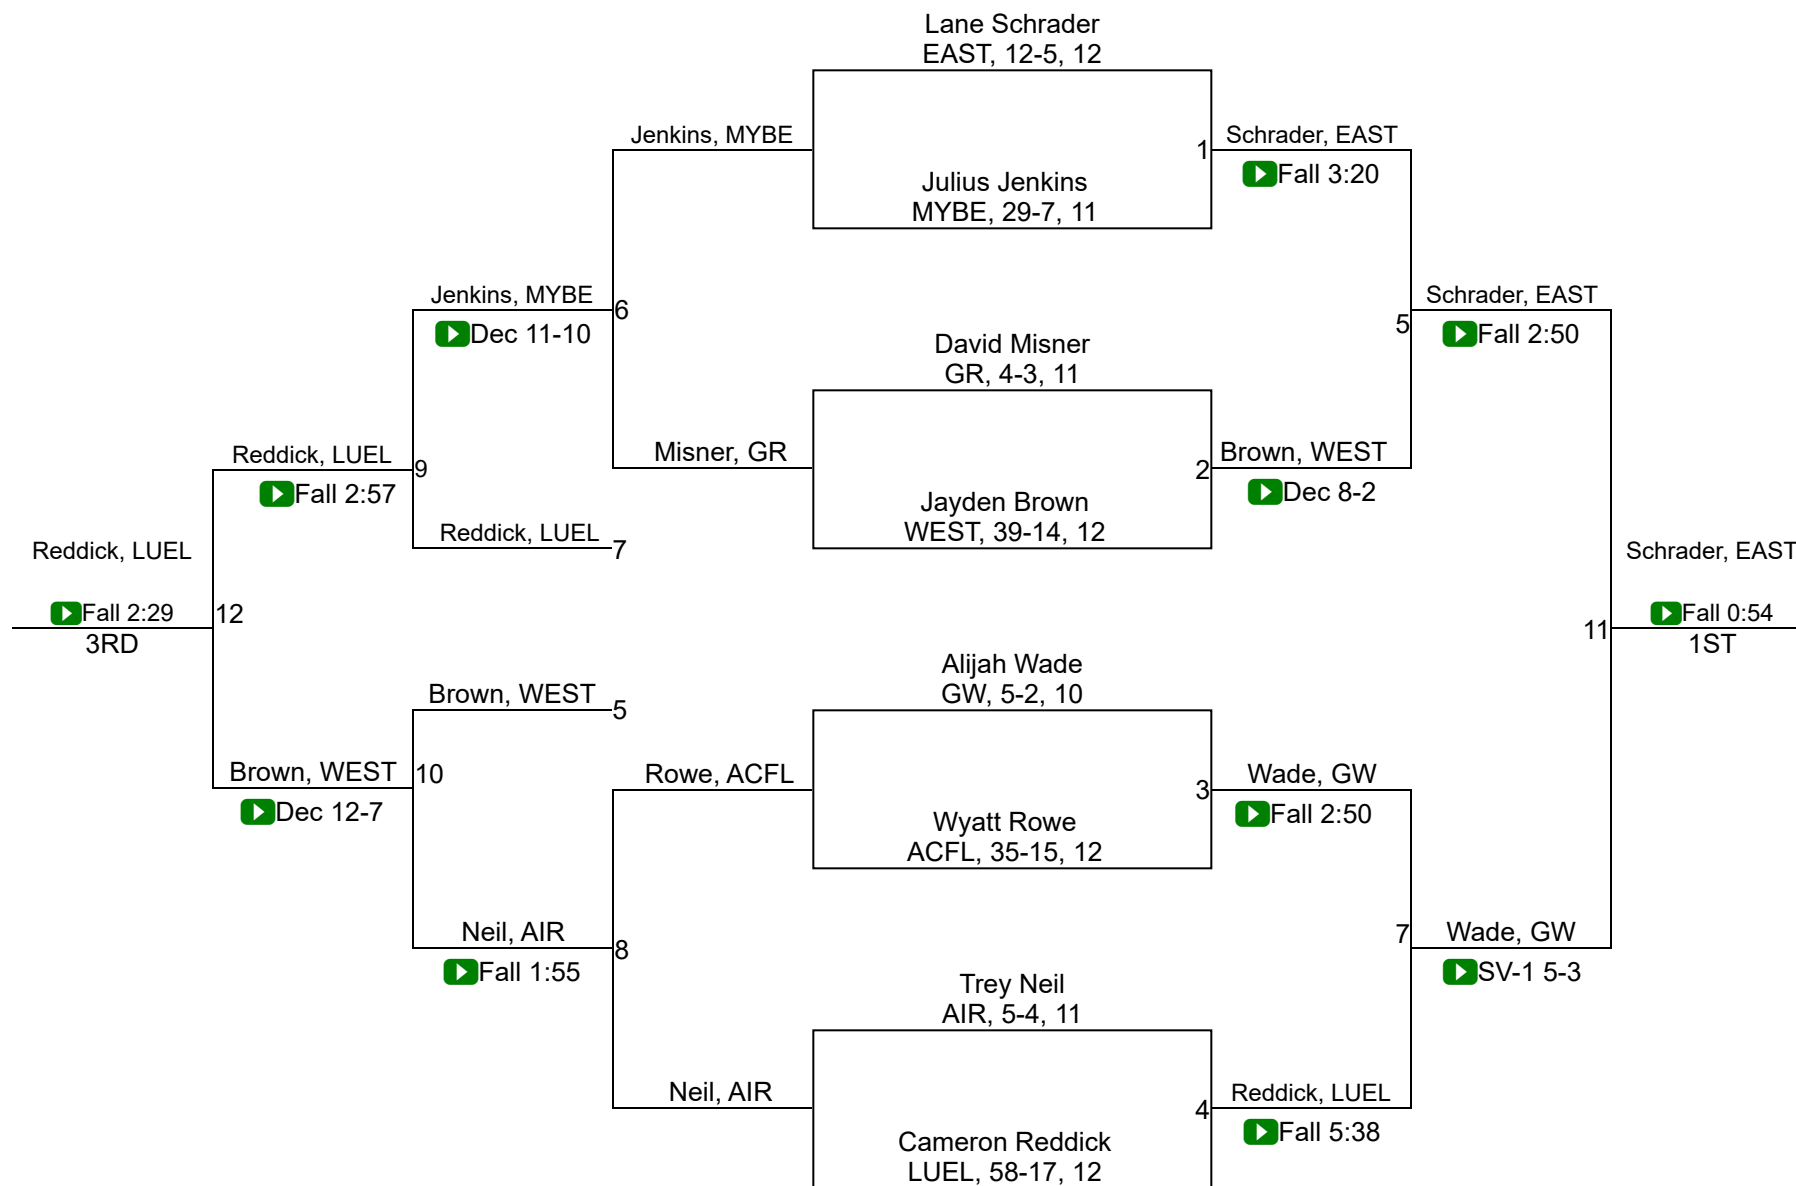 Lane Schrader
EAST, 12-5, 12
Jenkins, MYBE
1
Schrader, EAST
Fall 3:20
Julius Jenkins
MYBE, 29-7, 11
Jenkins, MYBE
6
Dec 11-10
Schrader, EAST
5
Fall 2:50
David Misner
GR, 4-3, 11
Reddick, LUEL
9
Fall 2:57
Misner, GR
2
Brown, WEST
Dec 8-2
Jayden Brown
WEST, 39-14, 12
Reddick, LUEL
7
Reddick, LUEL
Fall 2:29
12
3RD
Schrader, EAST
11
Fall 0:54
1ST
Alijah Wade
GW, 5-2, 10
Brown, WEST
5
Brown, WEST
10
Dec 12-7
Rowe, ACFL
3
Wade, GW
Fall 2:50
Wyatt Rowe
ACFL, 35-15, 12
Neil, AIR
8
Fall 1:55
7
Wade, GW
SV-1 5-3
Trey Neil
AIR, 5-4, 11
Neil, AIR
4
Reddick, LUEL
Fall 5:38
Cameron Reddick
LUEL, 58-17, 12